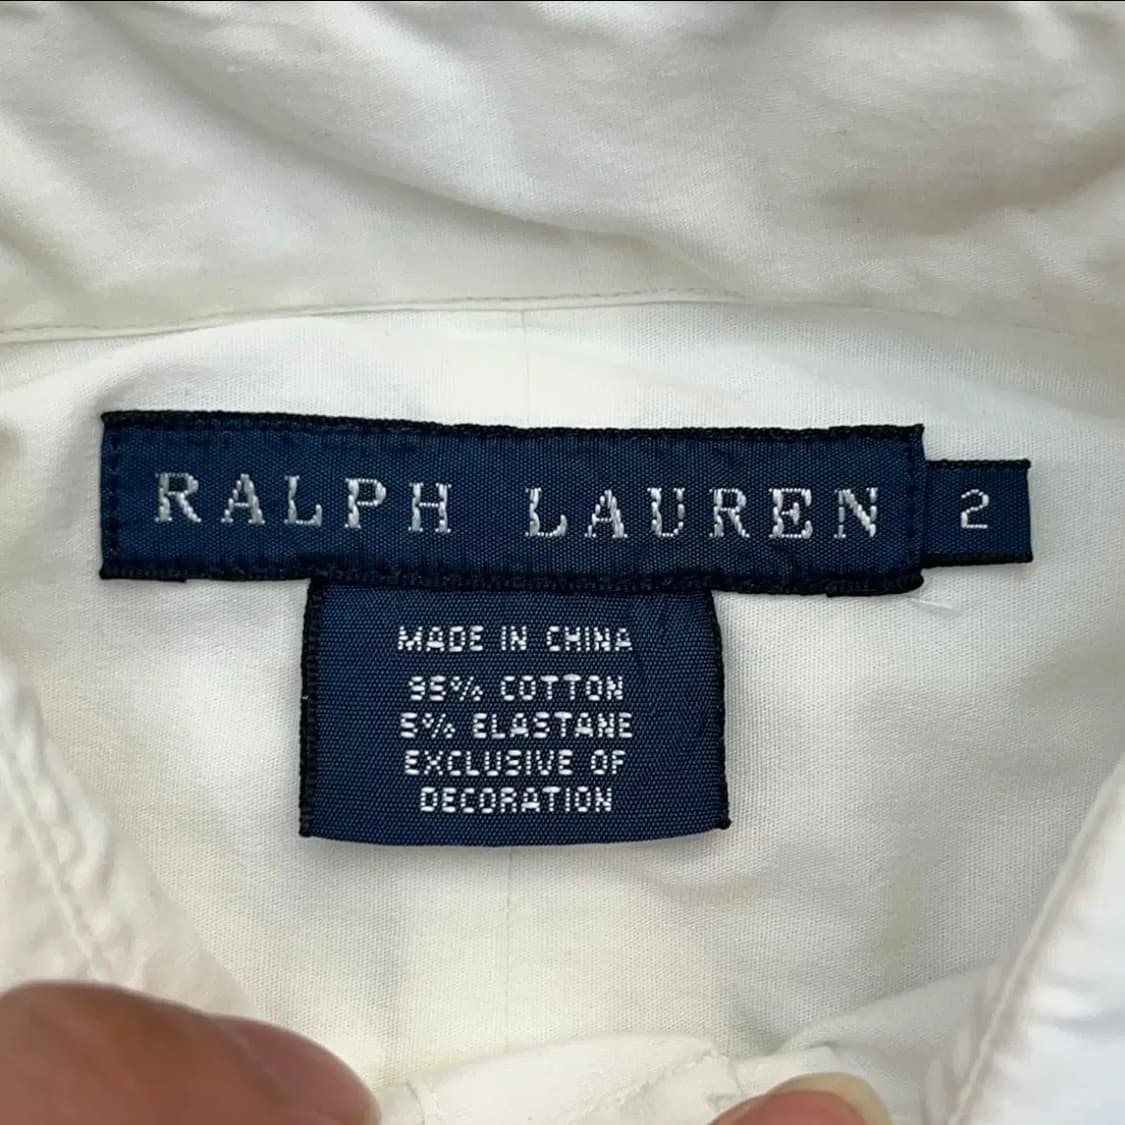 RALPH LAUREN 2
MADE IN CHINA
95% COTTON
5% ELASTANE
EXCLUSIVE OF
DECORATION